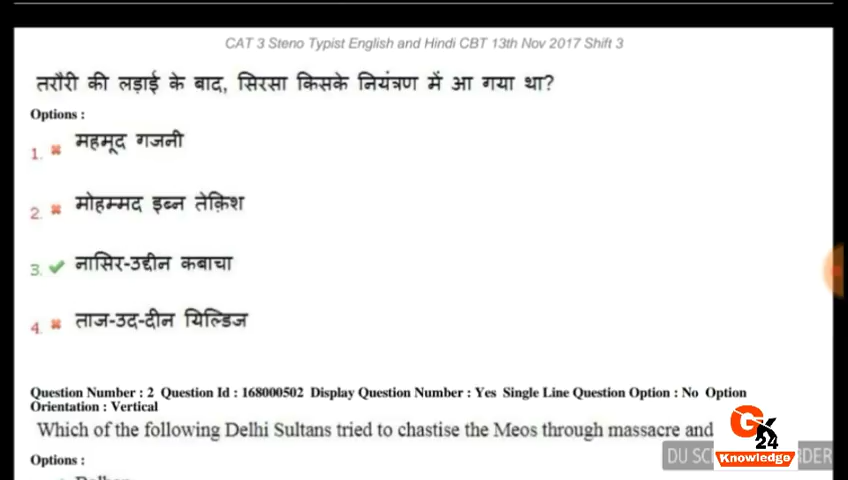 CAT 3 Steno Typist English and Hindi CBT 13th Nov 2017 Shift 3
तरौरी की लड़ाई के बाद, सिरसा किसके नियंत्रण में आ गया था?
Options :
1. महमूद गजनी
2. मोहम्मद इब्न तेक़िश
3. नासिर-उद्दीन कबाचा
4. ताज-उद-दीन यिल्डिज
Question Number : 2 Question Id : 168000502 Display Question Number : Yes Single Line Question Option : No Option
Orientation : Vertical
Which of the following Delhi Sultans tried to chastise the Meos through massacre and
GK
24
Knowledge
DU
Options :